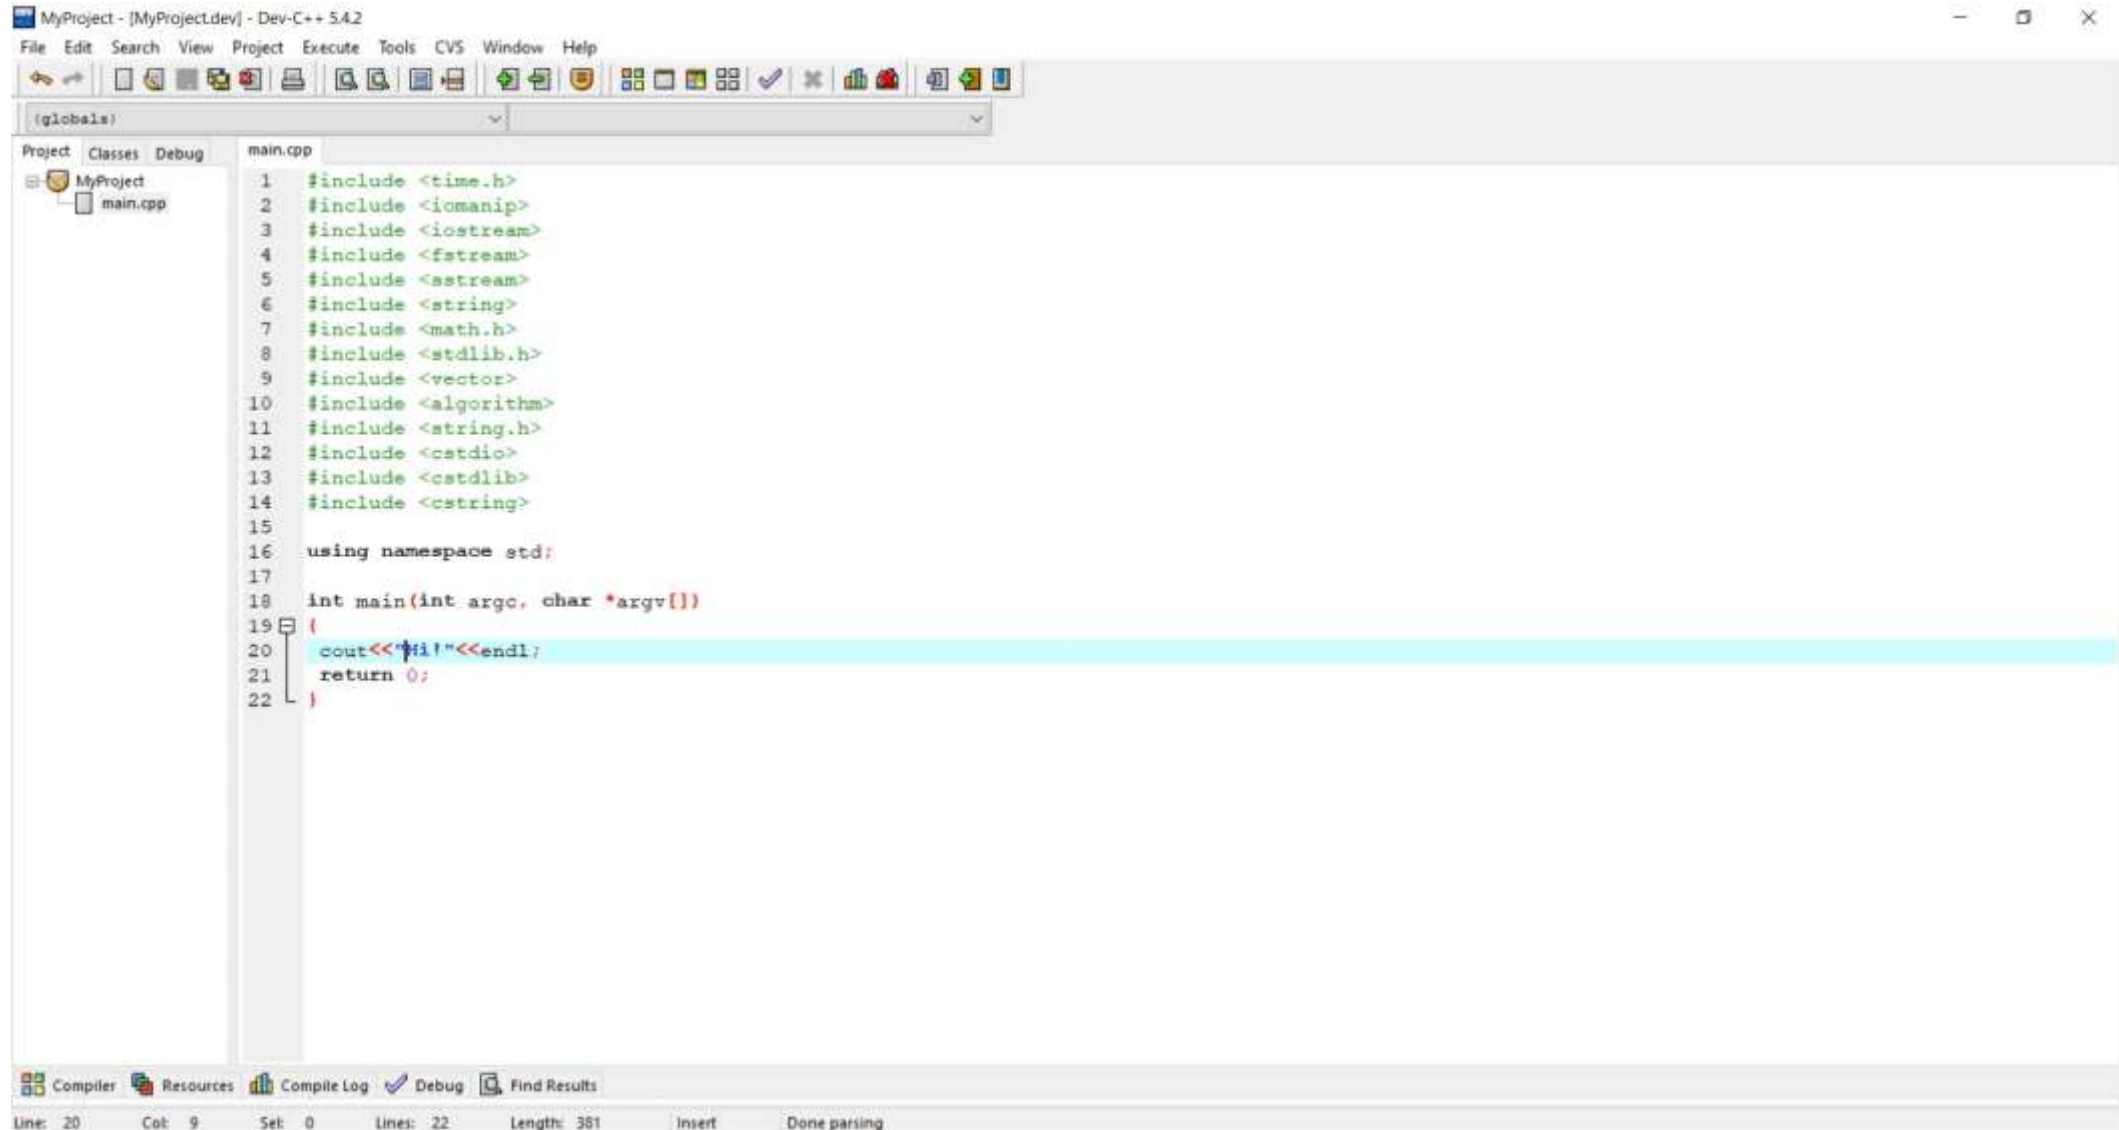 MyProject - [MyProject.dev] - Dev-C++ 5.4.2
File Edit Search View Project Execute Tools CVS Window Help
(globals)
Project Classes Debug main.cpp
MyProject
main.cpp
1 #include <time.h>
2 #include <iomanip>
3 #include <iostream>
4 #include <fstream>
5 #include <sstream>
6 #include <string>
7 #include <math.h>
8 #include <stdlib.h>
9 #include <vector>
10 #include <algorithm>
11 #include <string.h>
12 #include <cstdio>
13 #include <cstdlib>
14 #include <cstring>
15
16 using namespace std;
17
18 int main(int argc, char *argv[])
19 {
20 cout<<"Hi!"<<endl;
21 return 0;
22 }
Compiler Resources Compile Log Debug Find Results
Line: 20 Col: 9 Sel: 0 Lines: 22 Length: 381 Insert Done parsing